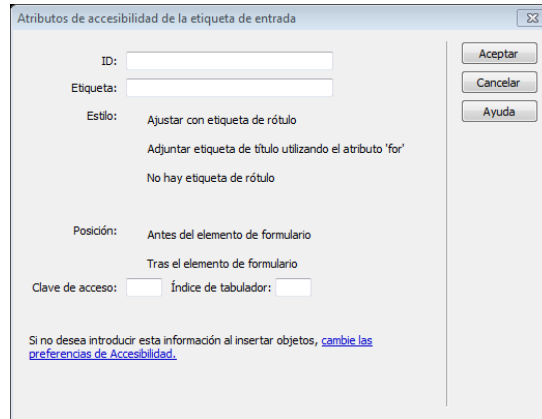 Atributos de accesibilidad de la etiqueta de entrada
ID:
Aceptar
Etiqueta:
Cancelar
Estilo:
Ajustar con etiqueta de rótulo
Ayuda
Adjuntar etiqueta de título utilizando el atributo 'for'
No hay etiqueta de rótulo
Posición:
Antes del elemento de formulario
Tras el elemento de formulario
Clave de acceso: Índice de tabulador:
Si no desea introducir esta información al insertar objetos, cambie las
preferencias de Accesibilidad.